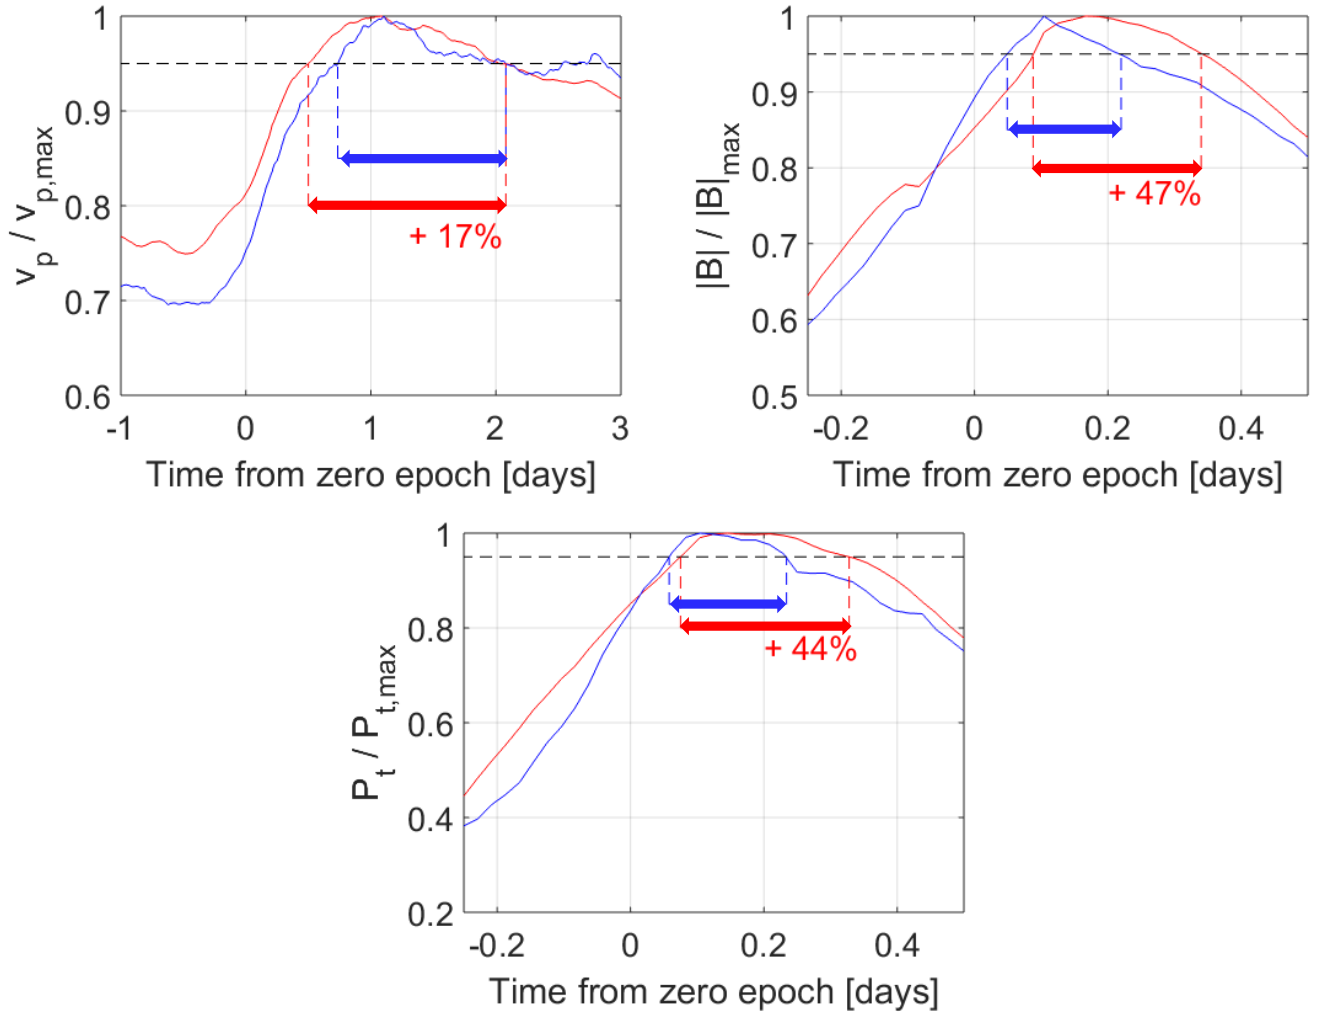 v_p / v_p,max
1
0.9
0.8
0.7
0.6
-1 0 1 2 3
+ 17%
Time from zero epoch [days]
|B| / |B|_max
1
0.9
0.8
0.7
0.6
0.5
-0.2 0 0.2 0.4
+ 47%
Time from zero epoch [days]
P_t / P_t,max
1
0.8
0.6
0.4
0.2
-0.2 0 0.2 0.4
+ 44%
Time from zero epoch [days]